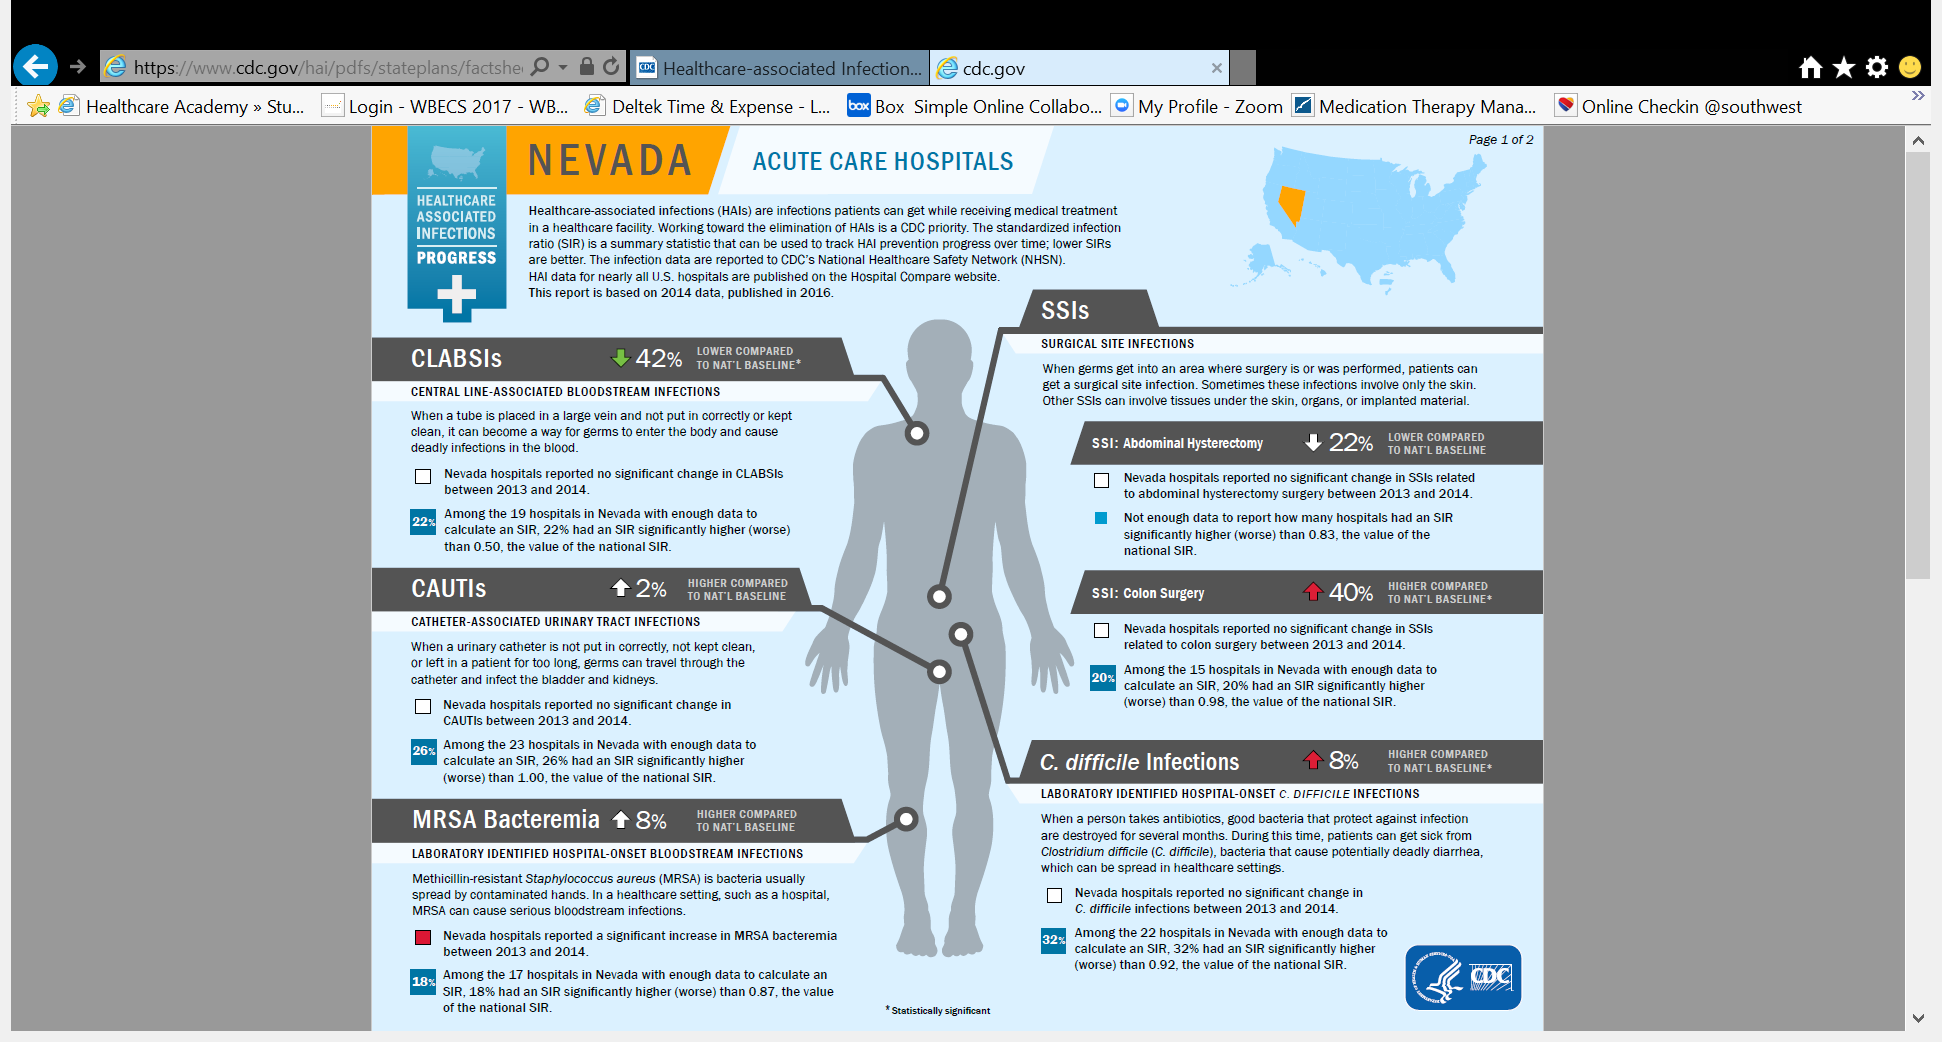 https://www.cdc.gov/hai/pdfs/stateplans/factshe
Healthcare-associated Infection...
cdc.gov
Healthcare Academy » Stu...
Login - WBECS 2017 - WB...
Deltek Time & Expense - L...
box
Box Simple Online Collabo...
My Profile - Zoom
Medication Therapy Mana...
Online Checkin @southwest
Page 1 of 2
NEVADA
ACUTE CARE HOSPITALS
HEALTHCARE
ASSOCIATED
INFECTIONS
PROGRESS
Healthcare-associated infections (HAIs) are infections patients can get while receiving medical treatment
in a healthcare facility. Working toward the elimination of HAIs is a CDC priority. The standardized infection
ratio (SIR) is a summary statistic that can be used to track HAI prevention progress over time; lower SIRs
are better. The infection data are reported to CDC's National Healthcare Safety Network (NHSN).
HAI data for nearly all U.S. hospitals are published on the Hospital Compare website.
This report is based on 2014 data, published in 2016.
CLABSIs
42%
LOWER COMPARED
TO NAT'L BASELINE*
CENTRAL LINE-ASSOCIATED BLOODSTREAM INFECTIONS
When a tube is placed in a large vein and not put in correctly or kept
clean, it can become a way for germs to enter the body and cause
deadly infections in the blood.
Nevada hospitals reported no significant change in CLABSIs
between 2013 and 2014.
22%
Among the 19 hospitals in Nevada with enough data to
calculate an SIR, 22% had an SIR significantly higher (worse)
than 0.50, the value of the national SIR.
CAUTIs
2%
HIGHER COMPARED
TO NAT'L BASELINE
CATHETER-ASSOCIATED URINARY TRACT INFECTIONS
When a urinary catheter is not put in correctly, not kept clean,
or left in a patient for too long, germs can travel through the
catheter and infect the bladder and kidneys.
Nevada hospitals reported no significant change in
CAUTIs between 2013 and 2014.
26%
Among the 23 hospitals in Nevada with enough data to
calculate an SIR, 26% had an SIR significantly higher
(worse) than 1.00, the value of the national SIR.
MRSA Bacteremia
8%
HIGHER COMPARED
TO NAT'L BASELINE
LABORATORY IDENTIFIED HOSPITAL-ONSET BLOODSTREAM INFECTIONS
Methicillin-resistant Staphylococcus aureus (MRSA) is bacteria usually
spread by contaminated hands. In a healthcare setting, such as a hospital,
MRSA can cause serious bloodstream infections.
Nevada hospitals reported a significant increase in MRSA bacteremia
between 2013 and 2014.
18%
Among the 17 hospitals in Nevada with enough data to calculate an
SIR, 18% had an SIR significantly higher (worse) than 0.87, the value
of the national SIR.
SSIs
SURGICAL SITE INFECTIONS
When germs get into an area where surgery is or was performed, patients can
get a surgical site infection. Sometimes these infections involve only the skin.
Other SSIs can involve tissues under the skin, organs, or implanted material.
SSI: Abdominal Hysterectomy
22%
LOWER COMPARED
TO NAT'L BASELINE
Nevada hospitals reported no significant change in SSIs related
to abdominal hysterectomy surgery between 2013 and 2014.
Not enough data to report how many hospitals had an SIR
significantly higher (worse) than 0.83, the value of the
national SIR.
SSI: Colon Surgery
40%
HIGHER COMPARED
TO NAT'L BASELINE*
Nevada hospitals reported no significant change in SSIs
related to colon surgery between 2013 and 2014.
20%
Among the 15 hospitals in Nevada with enough data to
calculate an SIR, 20% had an SIR significantly higher
(worse) than 0.98, the value of the national SIR.
C. difficile Infections
8%
HIGHER COMPARED
TO NAT'L BASELINE*
LABORATORY IDENTIFIED HOSPITAL-ONSET C. DIFFICILE INFECTIONS
When a person takes antibiotics, good bacteria that protect against infection
are destroyed for several months. During this time, patients can get sick from
Clostridium difficile (C. difficile), bacteria that cause potentially deadly diarrhea,
which can be spread in healthcare settings.
Nevada hospitals reported no significant change in
C. difficile infections between 2013 and 2014.
32%
Among the 22 hospitals in Nevada with enough data to
calculate an SIR, 32% had an SIR significantly higher
(worse) than 0.92, the value of the national SIR.
CDC
* Statistically significant